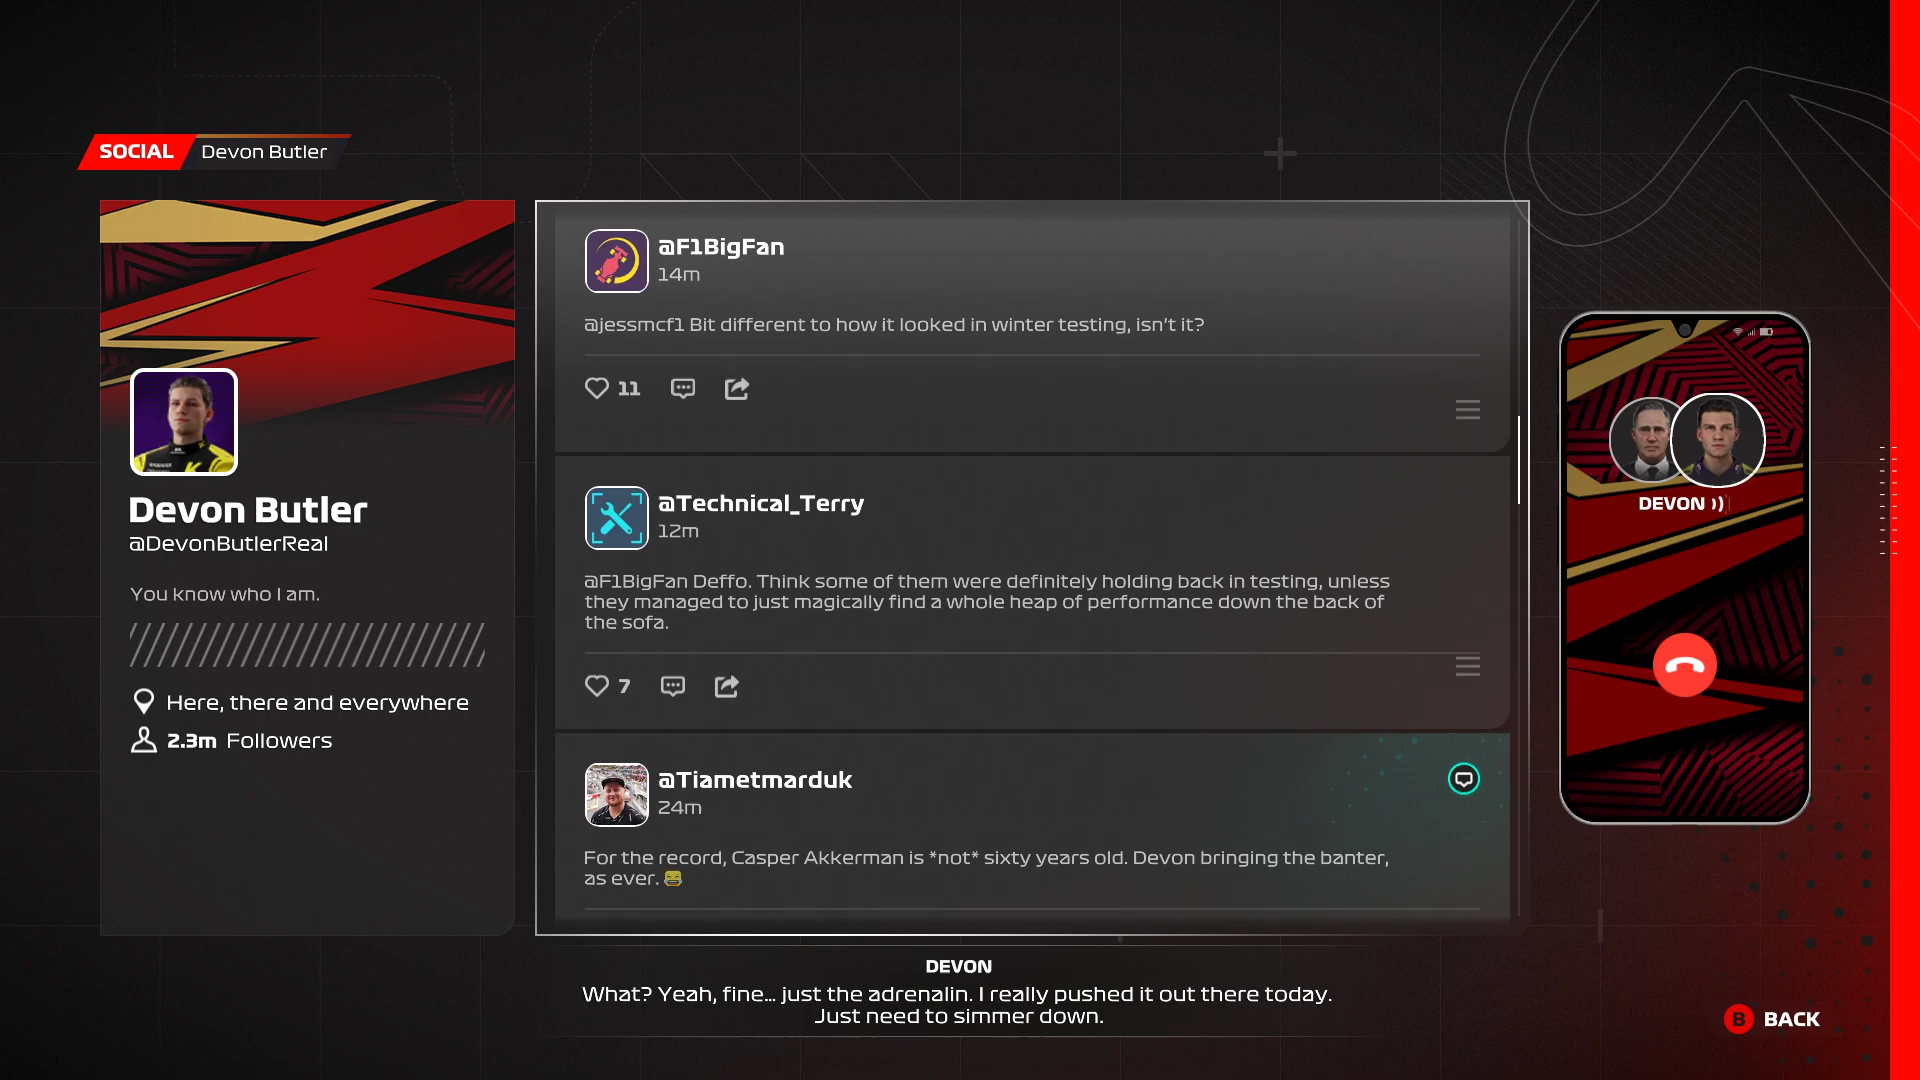 SOCIAL Devon Butler
Devon Butler
@DevonButlerReal
You know who I am.
Here, there and everywhere
2.3m Followers
@F1BigFan
14m
@jessmcf1 Bit different to how it looked in winter testing, isn't it?
11
@Technical_Terry
12m
@F1BigFan Deffo. Think some of them were definitely holding back in testing, unless
they managed to just magically find a whole heap of performance down the back of
the sofa.
7
@Tiametmarduk
24m
For the record, Casper Akkerman is *not* sixty years old. Devon bringing the banter,
as ever. 😂
DEVON
DEVON
What? Yeah, fine... just the adrenalin. I really pushed it out there today.
Just need to simmer down.
B BACK